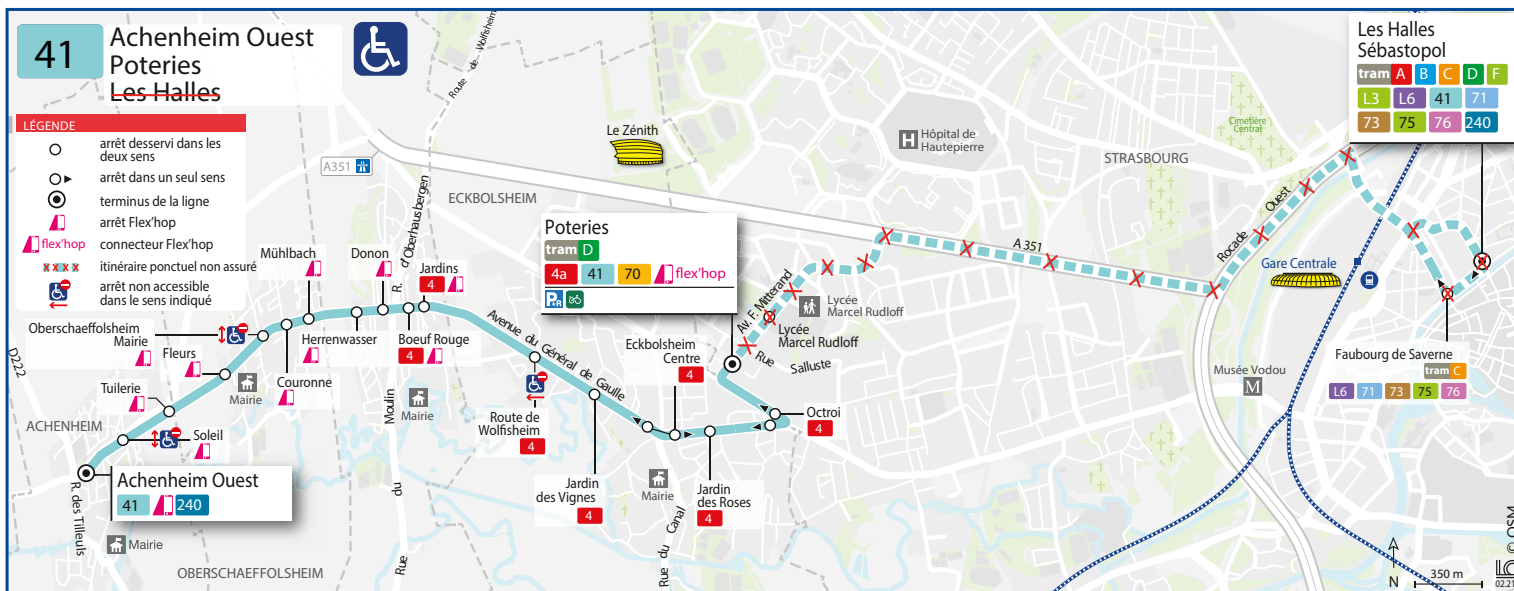 41
Achenheim Ouest
Poteries
Les Halles
LÉGENDE
arrêt desservi dans les
deux sens
arrêt dans un seul sens
terminus de la ligne
arrêt Flex'hop
flex'hop connecteur Flex'hop
itinéraire ponctuel non assuré
arrêt non accessible
dans le sens indiqué
Route de Wolfisheim
A351
Le Zénith
H
Hôpital de
Hautepierre
STRASBOURG
Cimetière
Central
Les Halles
Sébastopol
tram A B C D F
L3 L6 41 71
73 75 76 240
ECKBOLSHEIM
R. d'Oberhausbergen
Poteries
tram D
4a 41 70 flex'hop
P+R
Av. F. Mitterand
A 351
Rocade Ouest
Gare Centrale
Lycée
Marcel Rudloff
Lycée
Marcel Rudloff
Rue Salluste
Mühlbach
Donon
Jardins
4
Oberschaeffolsheim
Mairie
Fleurs
Tuilerie
Mairie
Couronne
Herrenwasser
Boeuf Rouge
4
Avenue du Général de Gaulle
Eckbolsheim
Centre
4
Musée Vodou
M
Faubourg de Saverne
tram C
L6 71 73 75 76
D222
ACHENHEIM
Soleil
Mairie
Rue du Moulin
Route de
Wolfisheim
4
Octroi
4
Achenheim Ouest
41 240
R. des Tilleuls
Mairie
Jardin
des Vignes
4
Mairie
Jardin
des Roses
4
Rue du Canal
OBERSCHAEFFOLSHEIM
N
350 m
© OSM
02.21